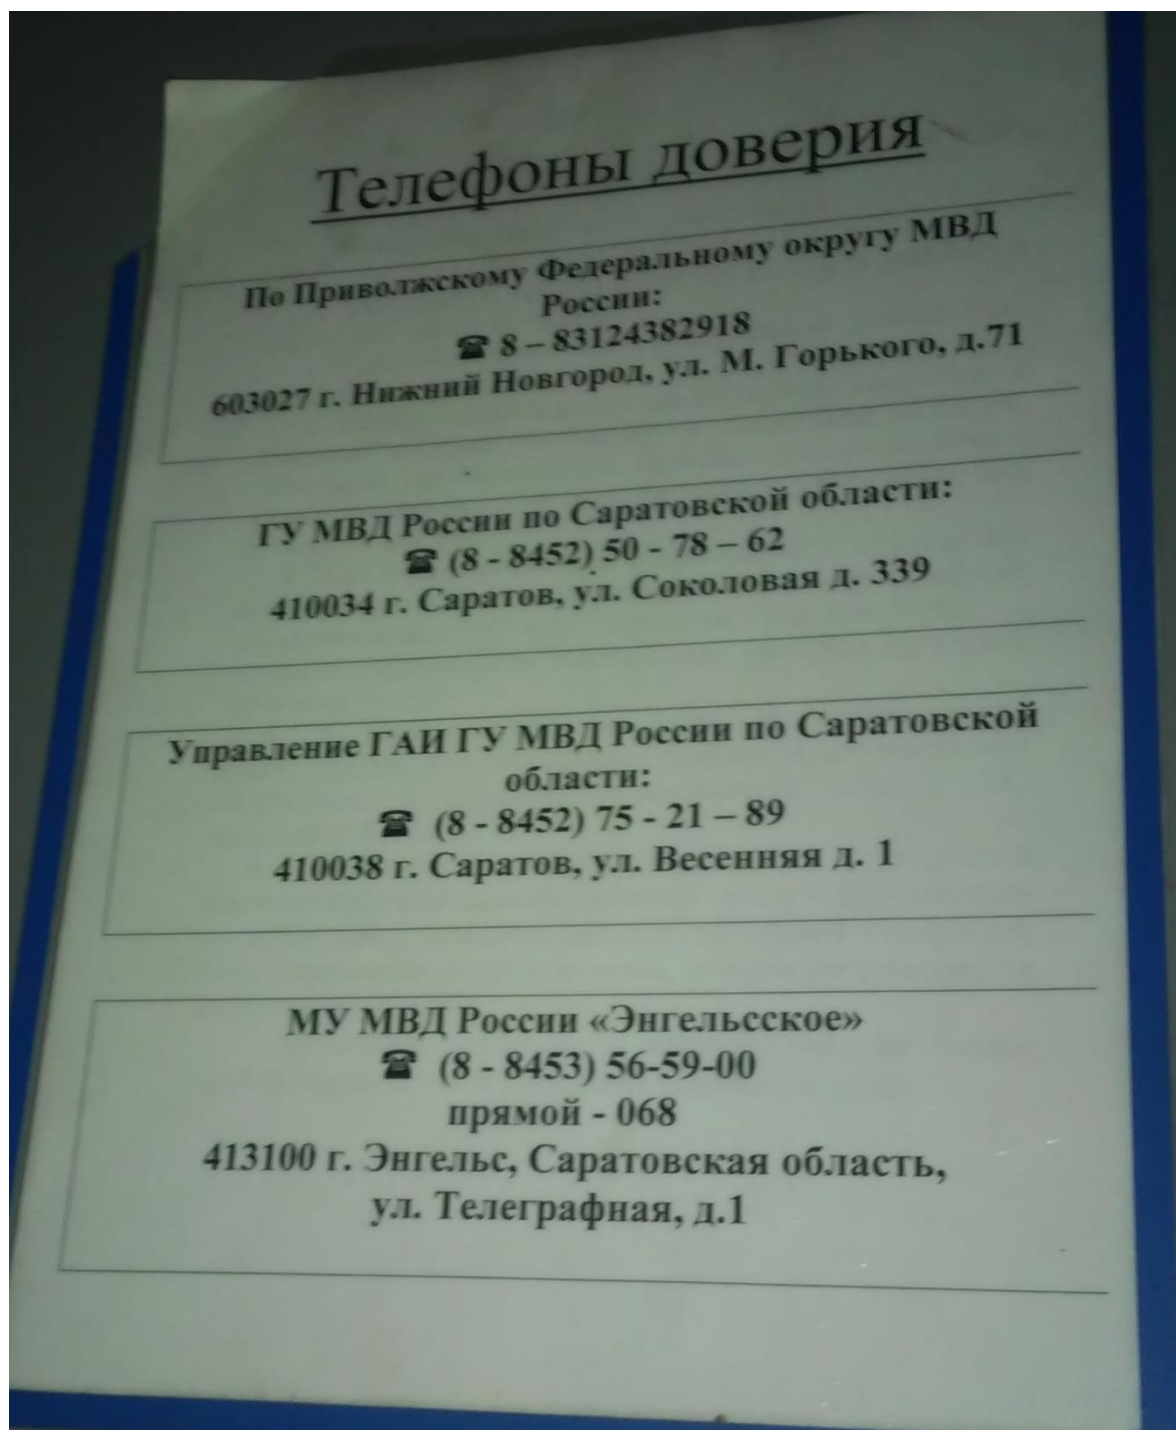 Телефоны доверия
По Приволжскому Федеральному округу МВД
России:
☎ 8 – 83124382918
603027 г. Нижний Новгород, ул. М. Горького, д.71
ГУ МВД России по Саратовской области:
☎ (8 - 8452) 50 - 78 – 62
410034 г. Саратов, ул. Соколовая д. 339
Управление ГАИ ГУ МВД России по Саратовской
области:
☎ (8 - 8452) 75 - 21 – 89
410038 г. Саратов, ул. Весенняя д. 1
МУ МВД России «Энгельсское»
☎ (8 - 8453) 56-59-00
прямой - 068
413100 г. Энгельс, Саратовская область,
ул. Телеграфная, д.1